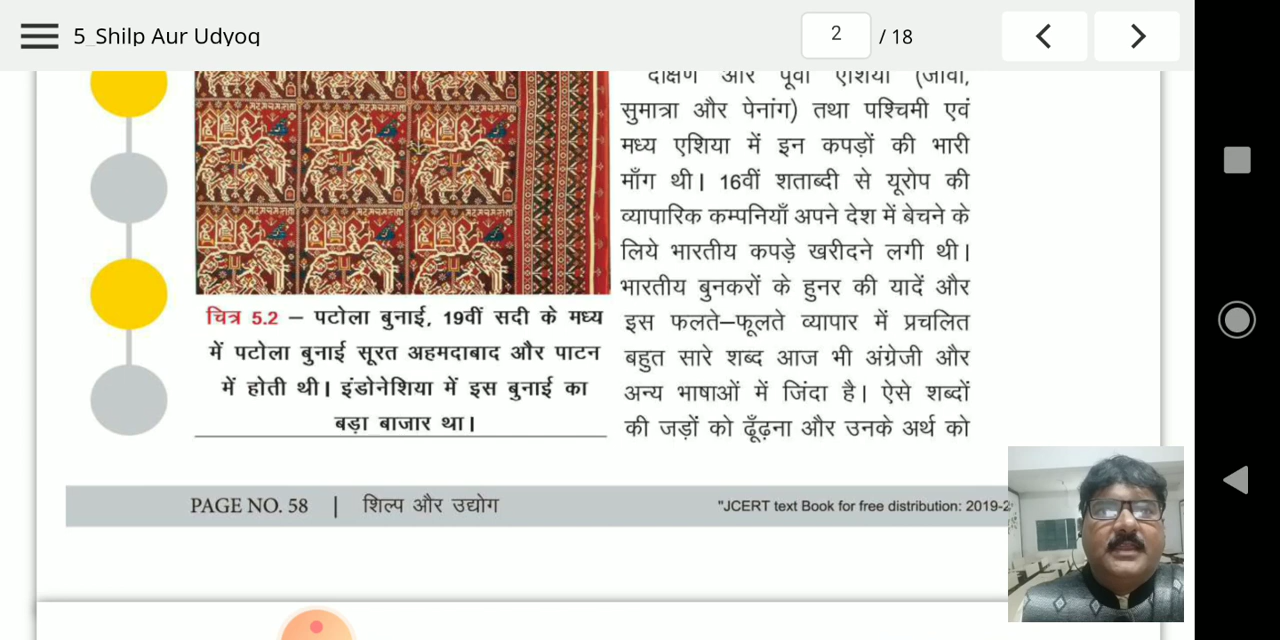 5_Shilp Aur Udyog
2 / 18
दक्षिण और पूर्वी एशिया (जावा,
सुमात्रा और पेनांग) तथा पश्चिमी एवं
मध्य एशिया में इन कपड़ों की भारी
माँग थी। 16वीं शताब्दी से यूरोप की
व्यापारिक कम्पनियाँ अपने देश में बेचने के
लिये भारतीय कपड़े खरीदने लगी थी।
भारतीय बुनकरों के हुनर की यादें और
इस फलते–फूलते व्यापार में प्रचलित
बहुत सारे शब्द आज भी अंग्रेजी और
अन्य भाषाओं में जिंदा है। ऐसे शब्दों
की जड़ों को ढूँढ़ना और उनके अर्थ को
चित्र 5.2 – पटोला बुनाई, 19वीं सदी के मध्य
में पटोला बुनाई सूरत अहमदाबाद और पाटन
में होती थी। इंडोनेशिया में इस बुनाई का
बड़ा बाजार था।
PAGE NO. 58 | शिल्प और उद्योग
"JCERT text Book for free distribution: 2019-2